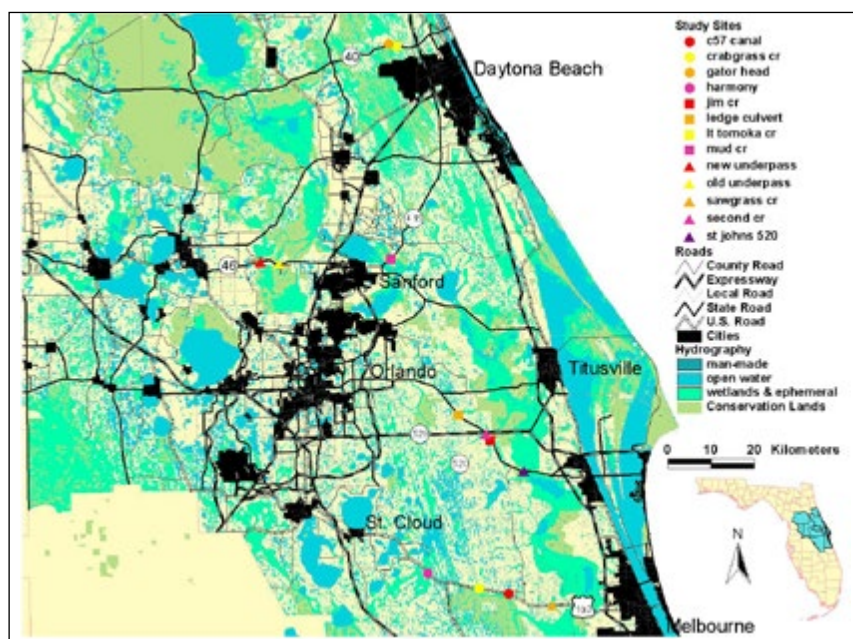 Study Sites
c57 canal
crabgrass cr
gator head
harmony
jim cr
ledge culvert
lt tomoka cr
mud cr
new underpass
old underpass
sawgrass cr
second cr
st johns 520
Roads
County Road
Expressway
Local Road
State Road
U.S. Road
Cities
Hydrography
man-made
open water
wetlands & ephemeral
Conservation Lands
0 10 20 Kilometers
N
40
Daytona Beach
46
Sanford
Orlando
Titusville
520
St. Cloud
192
Melbourne